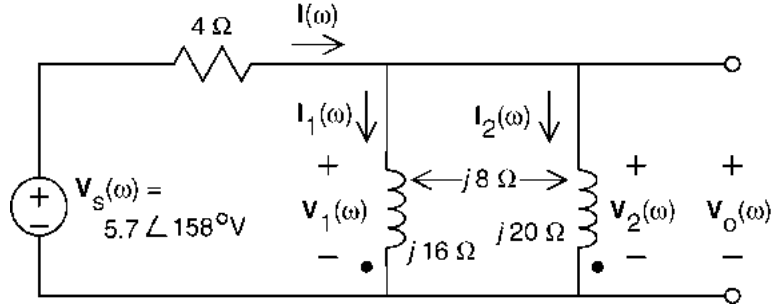 I(ω)
4 Ω
I1(ω)
I2(ω)
+
+
+
+
−
Vs(ω) =
5.7∠158°V
j 8 Ω
V1(ω)
V2(ω)
Vo(ω)
j 16 Ω
j 20 Ω
−
−
−